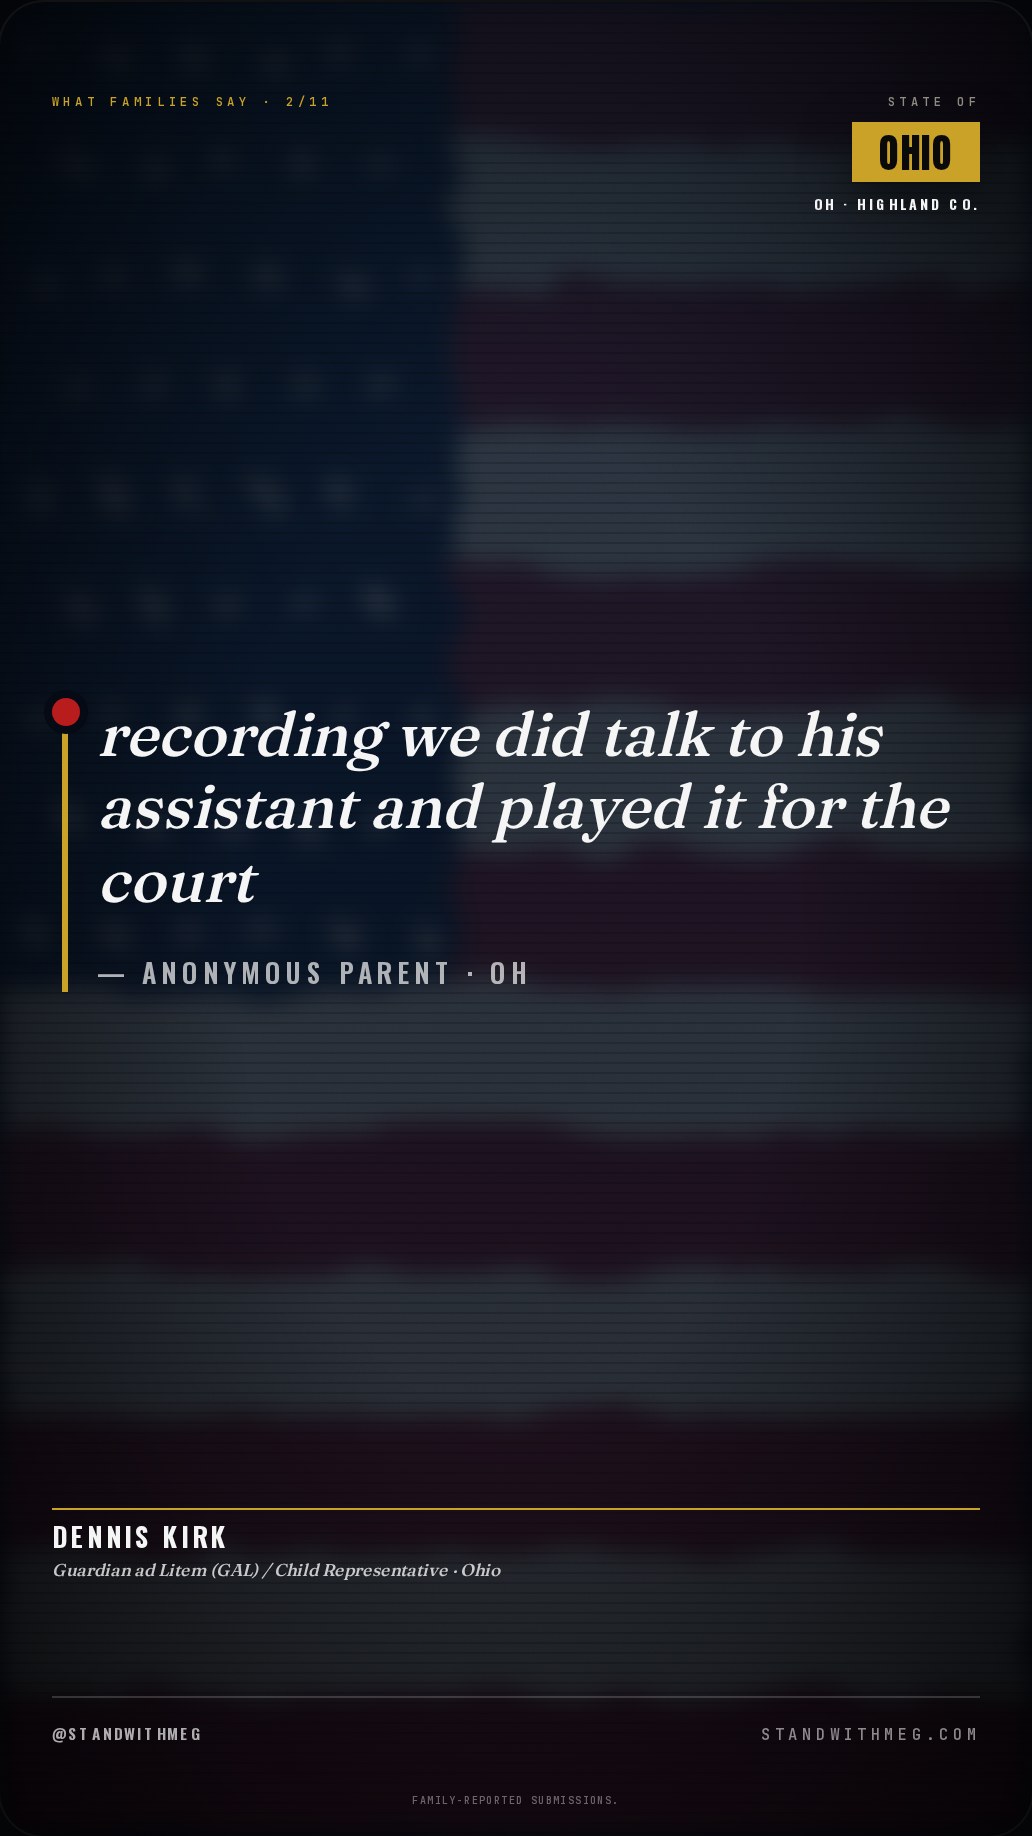 WHAT FAMILIES SAY · 2/11
STATE OF
OHIO
OH · HIGHLAND CO.
recording we did talk to his
assistant and played it for the
court
— ANONYMOUS PARENT · OH
DENNIS KIRK
Guardian ad Litem (GAL) / Child Representative · Ohio
@STANDWITHMEG
STANDWITHMEG.COM
FAMILY-REPORTED SUBMISSIONS.